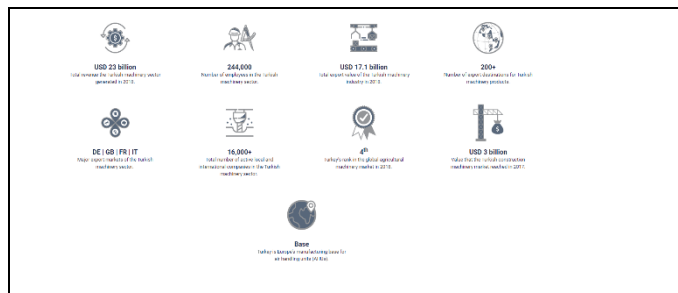 USD 23 billion
Total revenue the Turkish machinery sector
generated in 2018.
244,000
Number of employees in the Turkish
machinery sector.
USD 17.1 billion
Total export value of the Turkish machinery
industry in 2018.
200+
Number of export destinations for Turkish
machinery products
DE | GB | FR | IT
Major export markets of the Turkish
machinery sector.
16,000+
Total number of active local and
international companies in the Turkish
machinery sector.
4th
Turkey's rank in the global agricultural
machinery market in 2018.
USD 3 billion
Value that the Turkish construction
machinery market reached in 2017.
Base
Turkey is Europe's manufacturing base for
air handling units (AHUs)